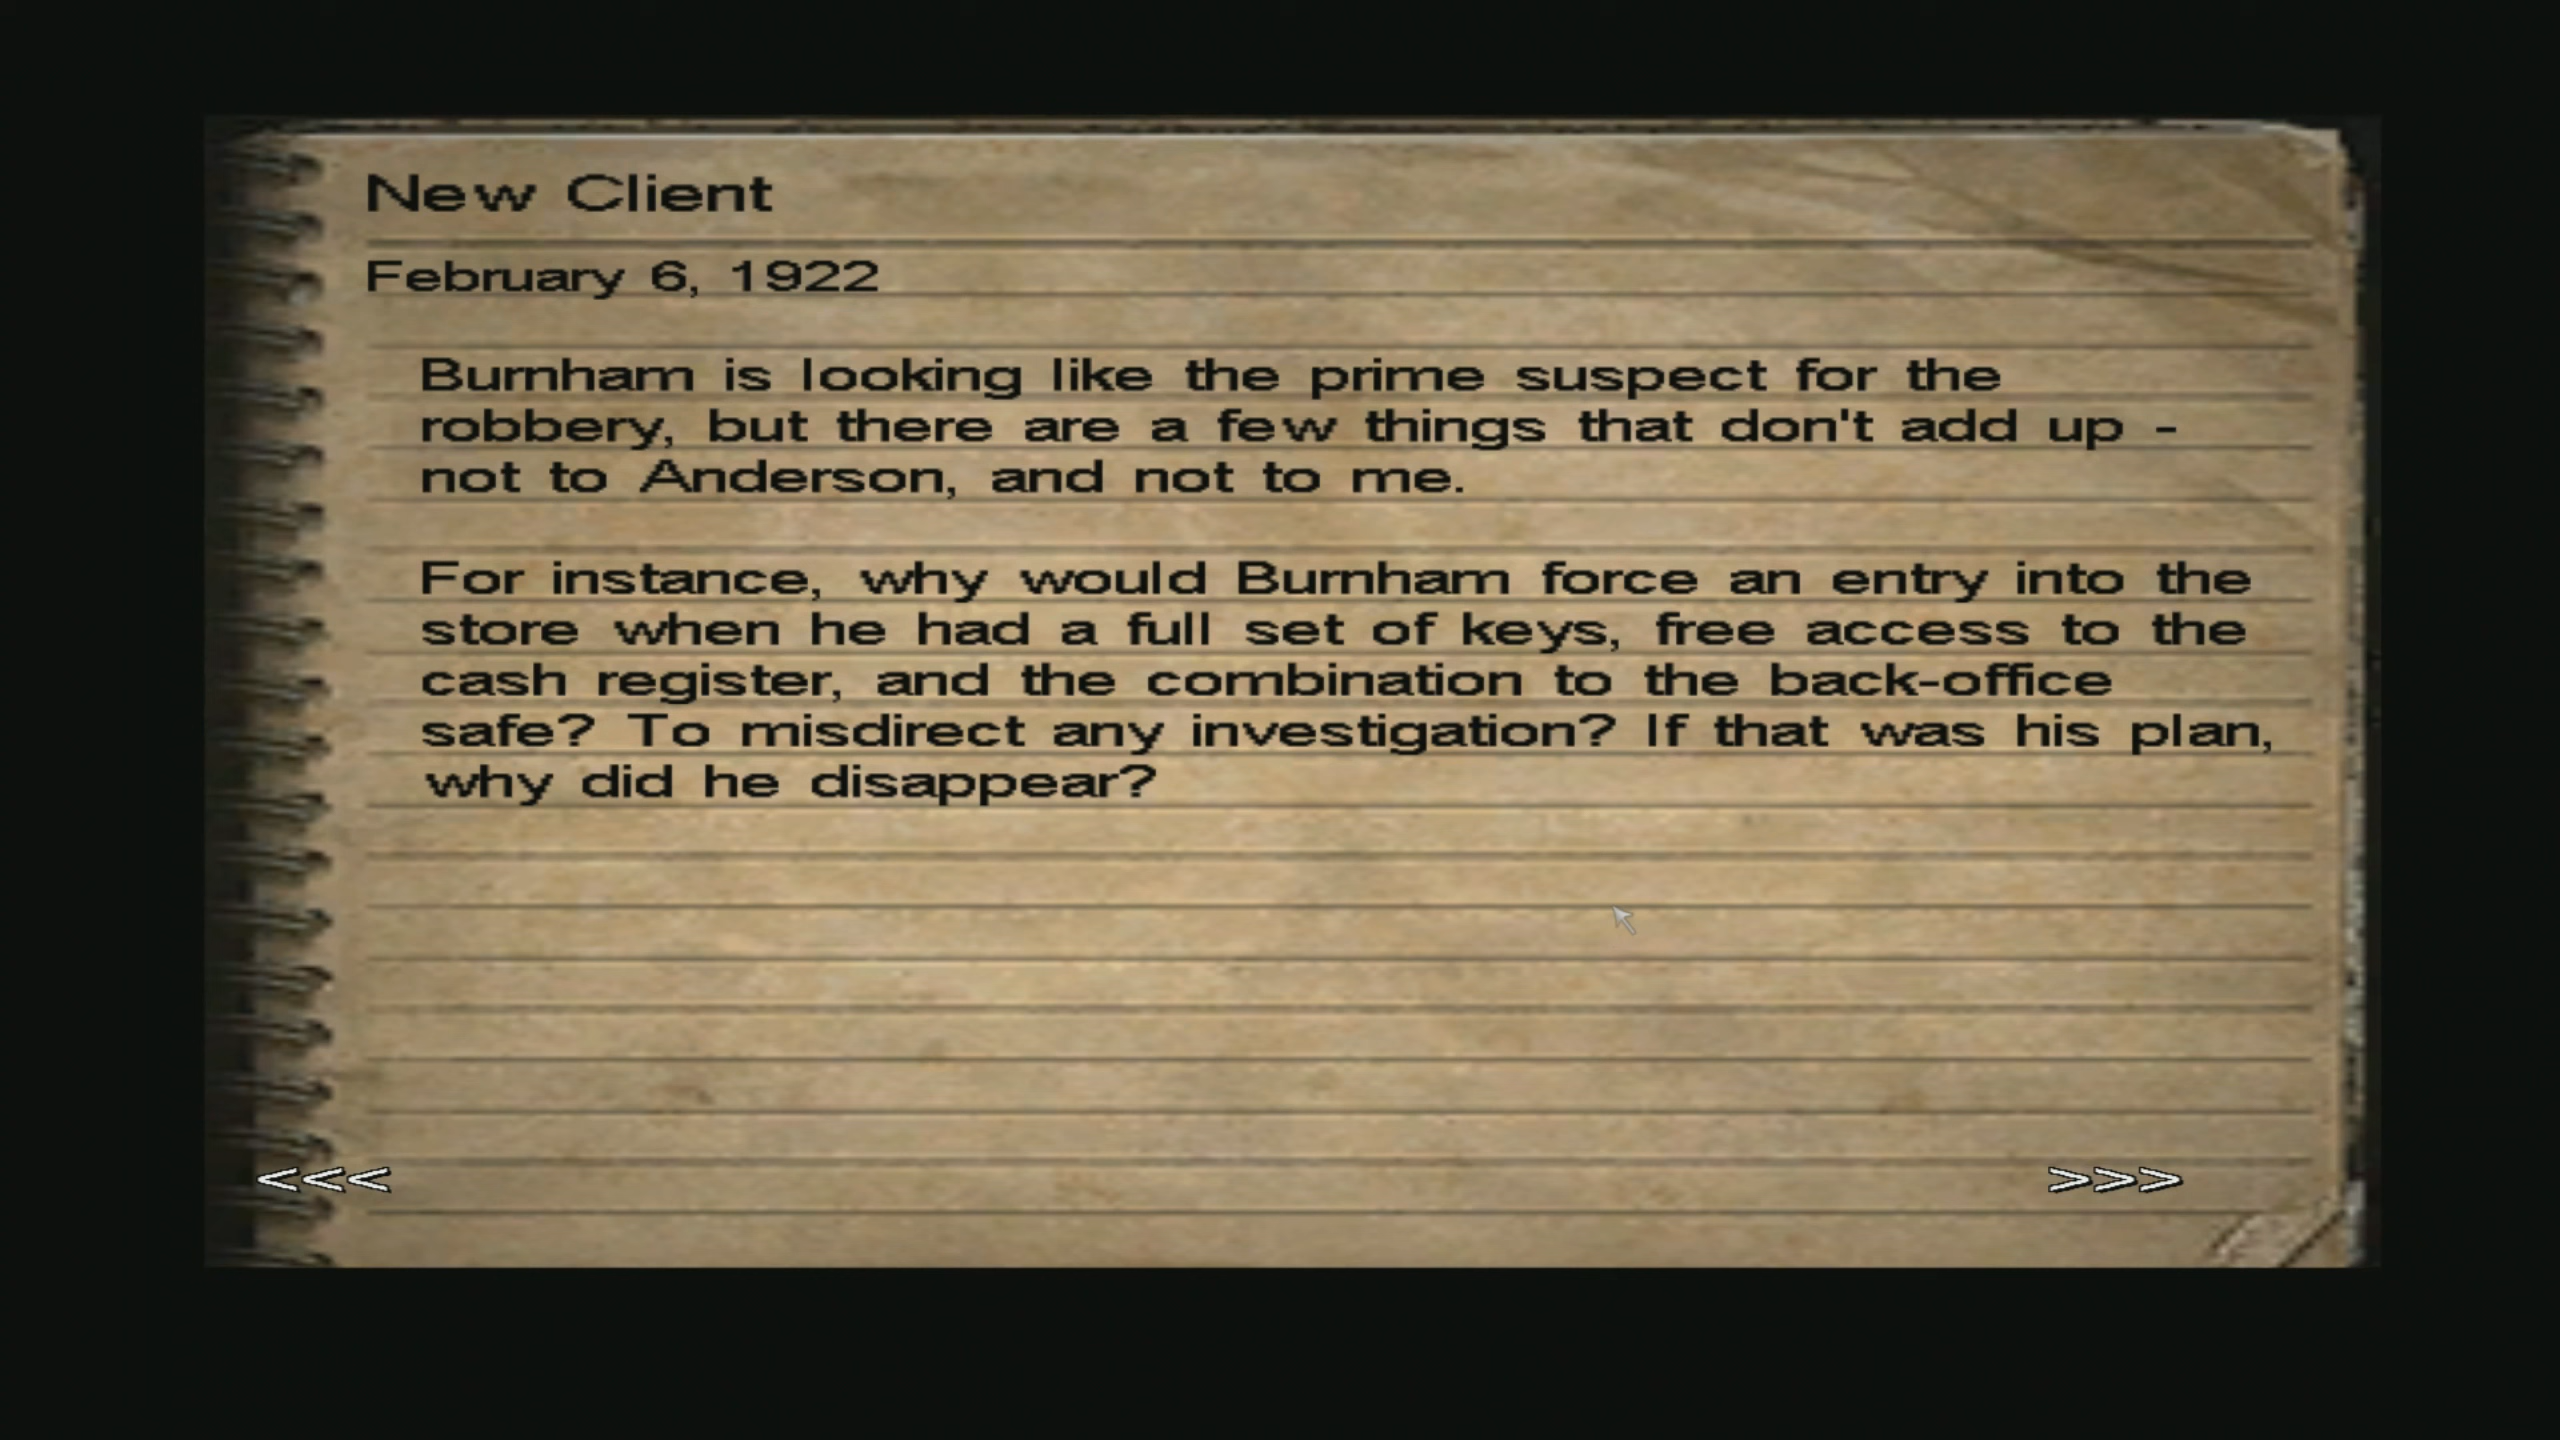 New Client
February 6, 1922
Burnham is looking like the prime suspect for the
robbery, but there are a few things that don't add up -
not to Anderson, and not to me.
For instance, why would Burnham force an entry into the
store when he had a full set of keys, free access to the
cash register, and the combination to the back-office
safe? To misdirect any investigation? If that was his plan,
why did he disappear?
<<< >>>